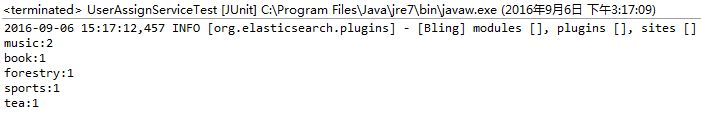 <terminated> UserAssignServiceTest [JUnit] C:\Program Files\Java\jre7\bin\javaw.exe (2016年9月6日 下午3:17:09)
2016-09-06 15:17:12,457 INFO [org.elasticsearch.plugins] - [Bling] modules [], plugins [], sites []
music:2
book:1
forestry:1
sports:1
tea:1